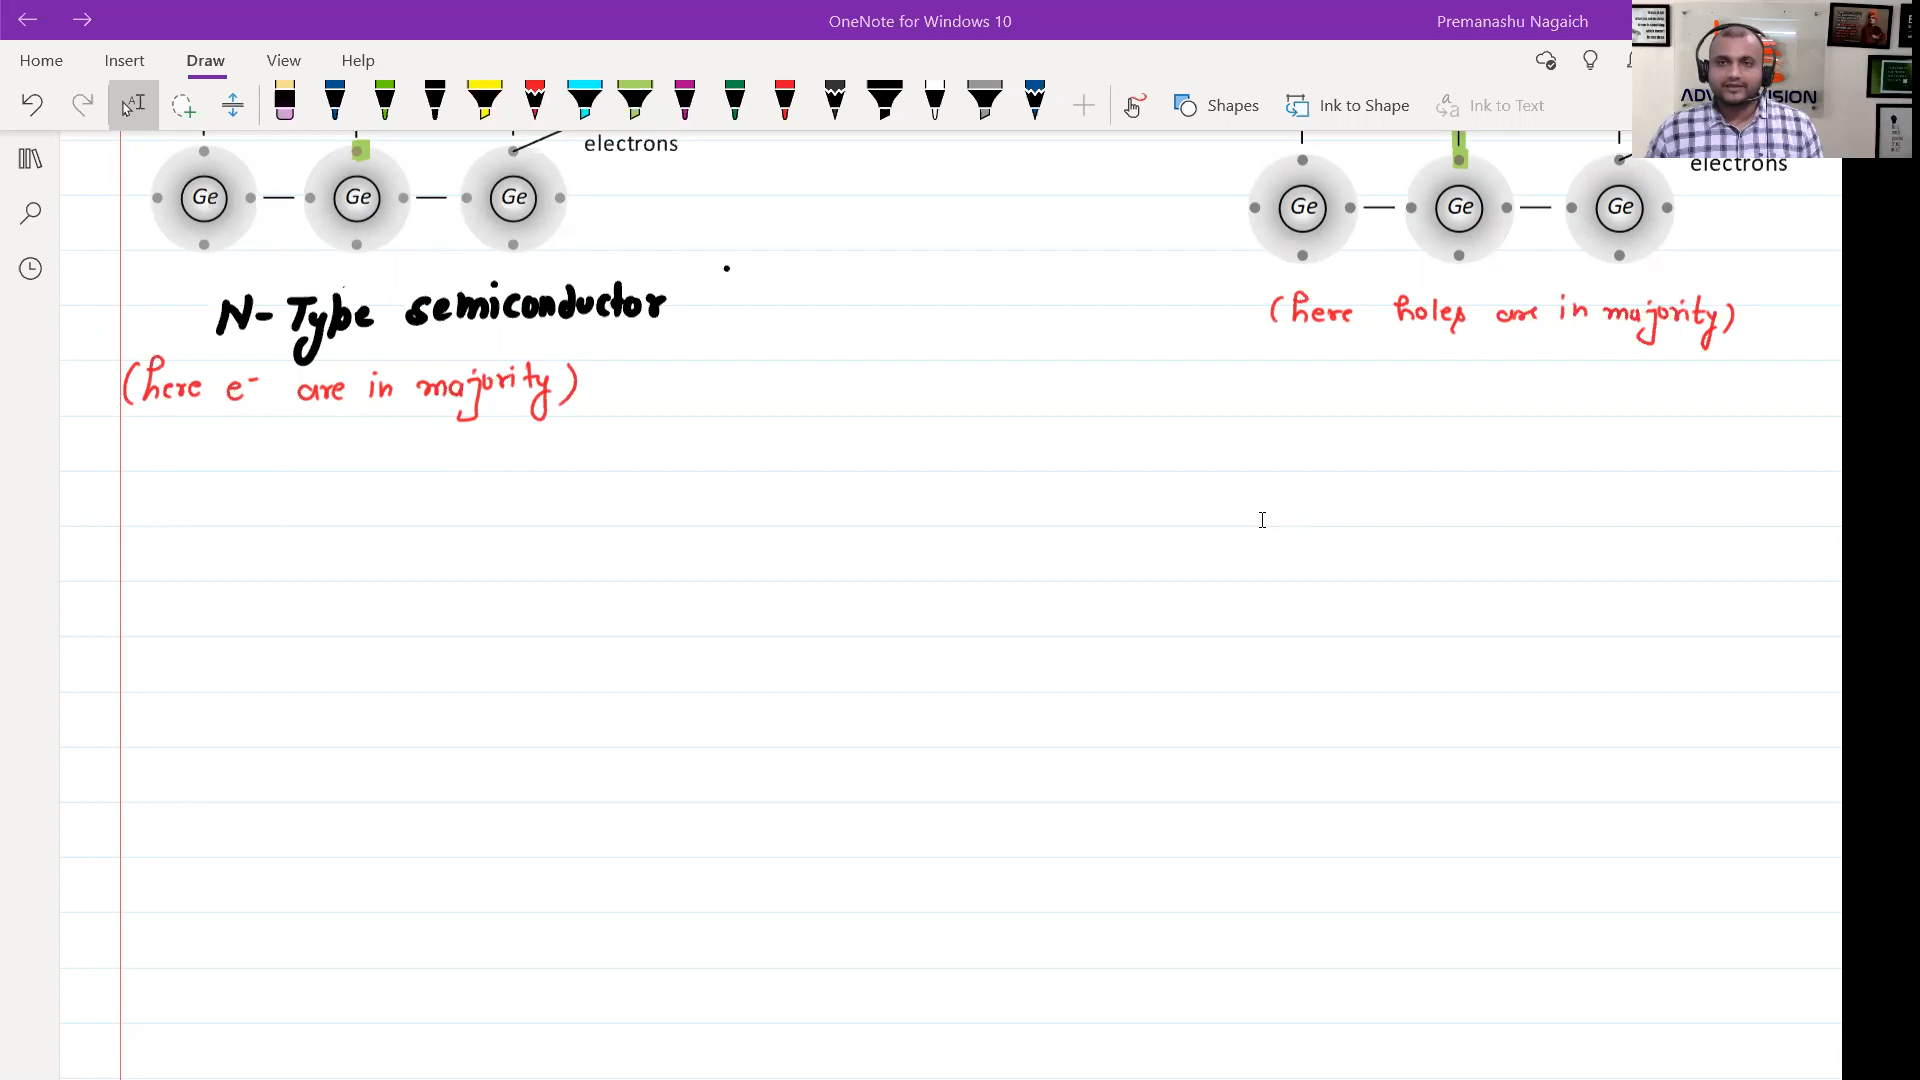 OneNote for Windows 10
Premanashu Nagaich
Home Insert Draw View Help
Shapes
Ink to Shape
Ink to Text
electrons
Ge Ge Ge
N-Type semiconductor
(here e⁻ are in majority)
electrons
Ge Ge Ge
(here holes are in majority)